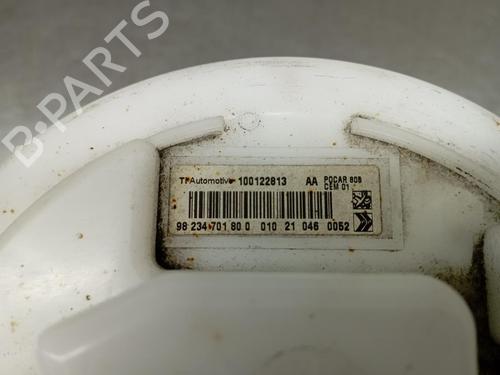 B-PARTS
TI Automotive 100122813 AA POCAR 808
CEM 01
98 234 701 80 0 010 21 046 0052